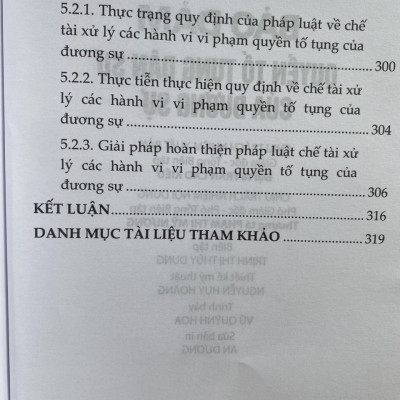 5.2.1. Thực trạng quy định của pháp luật về chế
tài xử lý các hành vi vi phạm quyền tố tụng của
đương sự ........ 300
5.2.2. Thực tiễn thực hiện quy định về chế tài xử
lý các hành vi vi phạm quyền tố tụng của
đương sự ........ 304
5.2.3. Giải pháp hoàn thiện pháp luật chế tài xử
lý các hành vi vi phạm quyền tố tụng của
đương sự ........ 306
KẾT LUẬN........ 316
DANH MỤC TÀI LIỆU THAM KHẢO ........ 319